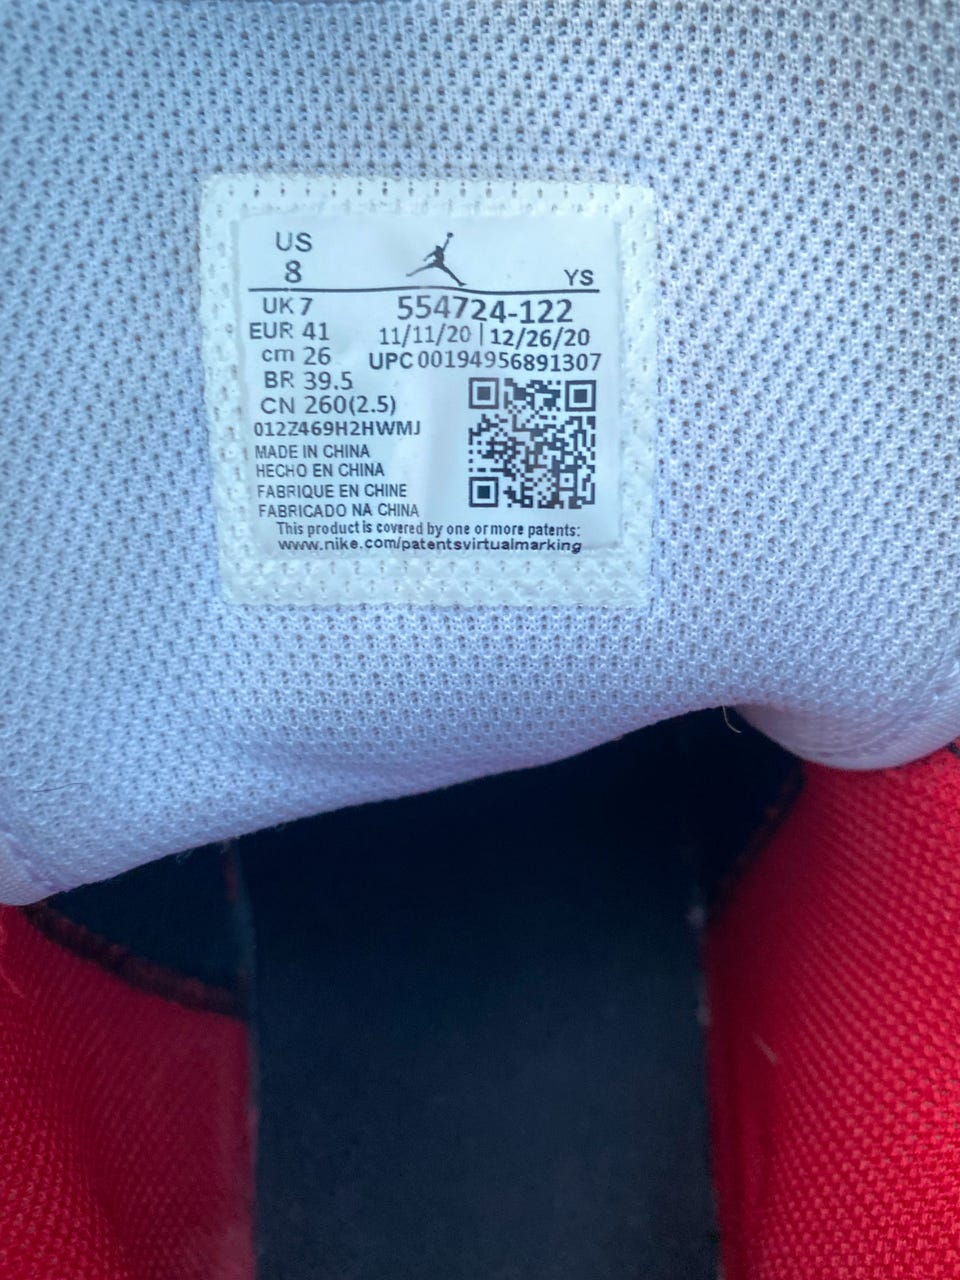 US
8
YS
UK 7
554724-122
EUR 41
11/11/20 | 12/26/20
cm 26
UPC 00194956891307
BR 39.5
CN 260(2.5)
012Z469H2HWMJ
MADE IN CHINA
HECHO EN CHINA
FABRIQUE EN CHINE
FABRICADO NA CHINA
This product is covered by one or more patents:
www.nike.com/patentsvirtualmarking